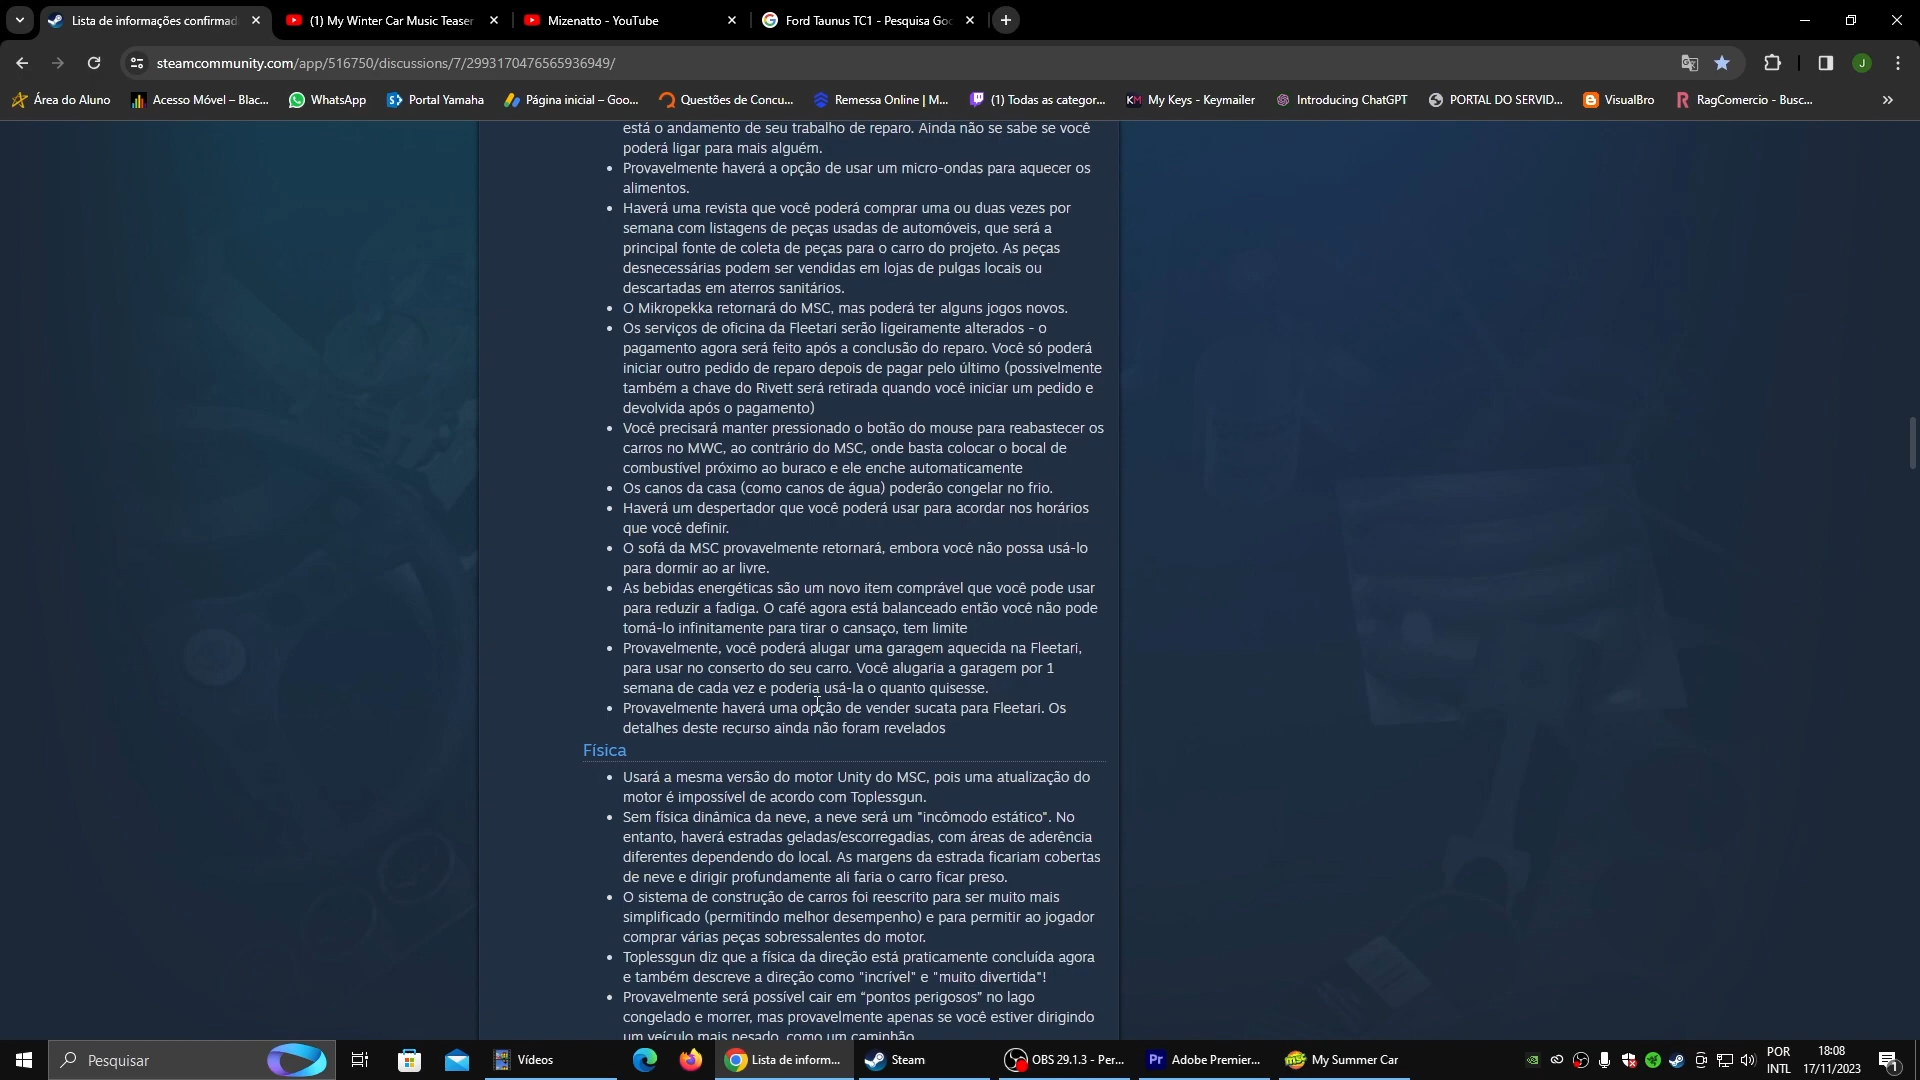 Lista de informações confirmad
(1) My Winter Car Music Teaser
Mizenatto - YouTube
Ford Taunus TC1 - Pesquisa Goo
steamcommunity.com/app/516750/discussions/7/2993170476565936949/
J
Área do Aluno
Acesso Móvel – Blac...
WhatsApp
Portal Yamaha
Página inicial – Goo...
Questões de Concu...
Remessa Online | M...
(1) Todas as categor...
KM My Keys - Keymailer
Introducing ChatGPT
PORTAL DO SERVID...
VisualBro
RagComercio - Busc...
está o andamento de seu trabalho de reparo. Ainda não se sabe se você
poderá ligar para mais alguém.
• Provavelmente haverá a opção de usar um micro-ondas para aquecer os
alimentos.
• Haverá uma revista que você poderá comprar uma ou duas vezes por
semana com listagens de peças usadas de automóveis, que será a
principal fonte de coleta de peças para o carro do projeto. As peças
desnecessárias podem ser vendidas em lojas de pulgas locais ou
descartadas em aterros sanitários.
• O Mikropekka retornará do MSC, mas poderá ter alguns jogos novos.
• Os serviços de oficina da Fleetari serão ligeiramente alterados - o
pagamento agora será feito após a conclusão do reparo. Você só poderá
iniciar outro pedido de reparo depois de pagar pelo último (possivelmente
também a chave do Rivett será retirada quando você iniciar um pedido e
devolvida após o pagamento)
• Você precisará manter pressionado o botão do mouse para reabastecer os
carros no MWC, ao contrário do MSC, onde basta colocar o bocal de
combustível próximo ao buraco e ele enche automaticamente
• Os canos da casa (como canos de água) poderão congelar no frio.
• Haverá um despertador que você poderá usar para acordar nos horários
que você definir.
• O sofá da MSC provavelmente retornará, embora você não possa usá-lo
para dormir ao ar livre.
• As bebidas energéticas são um novo item comprável que você pode usar
para reduzir a fadiga. O café agora está balanceado então você não pode
tomá-lo infinitamente para tirar o cansaço, tem limite
• Provavelmente, você poderá alugar uma garagem aquecida na Fleetari,
para usar no conserto do seu carro. Você alugaria a garagem por 1
semana de cada vez e poderia usá-la o quanto quisesse.
• Provavelmente haverá uma opção de vender sucata para Fleetari. Os
detalhes deste recurso ainda não foram revelados
Física
• Usará a mesma versão do motor Unity do MSC, pois uma atualização do
motor é impossível de acordo com Toplessgun.
• Sem física dinâmica da neve, a neve será um "incômodo estático". No
entanto, haverá estradas geladas/escorregadias, com áreas de aderência
diferentes dependendo do local. As margens da estrada ficariam cobertas
de neve e dirigir profundamente ali faria o carro ficar preso.
• O sistema de construção de carros foi reescrito para ser muito mais
simplificado (permitindo melhor desempenho) e para permitir ao jogador
comprar várias peças sobressalentes do motor.
• Toplessgun diz que a física da direção está praticamente concluída agora
e também descreve a direção como "incrível" e "muito divertida"!
• Provavelmente será possível cair em “pontos perigosos” no lago
congelado e morrer, mas provavelmente apenas se você estiver dirigindo
um veículo mais pesado, como um caminhão
Pesquisar
Vídeos
Lista de inform...
Steam
OBS 29.1.3 - Per...
Pr Adobe Premier...
My Summer Car
POR
INTL
18:08
17/11/2023
1